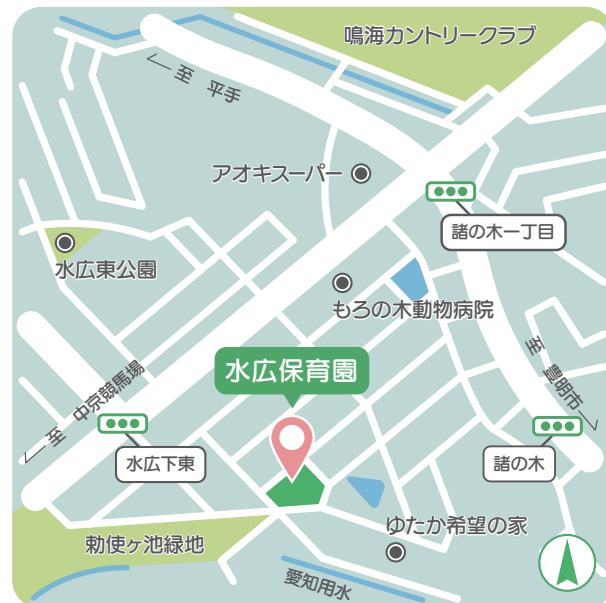 鳴海カントリークラブ
至 平手
アオキスーパー
諸の木一丁目
水広東公園
もろの木動物病院
至 豊明市
水広保育園
至 中京競馬場
水広下東
諸の木
ゆたか希望の家
勅使ヶ池緑地
愛知用水